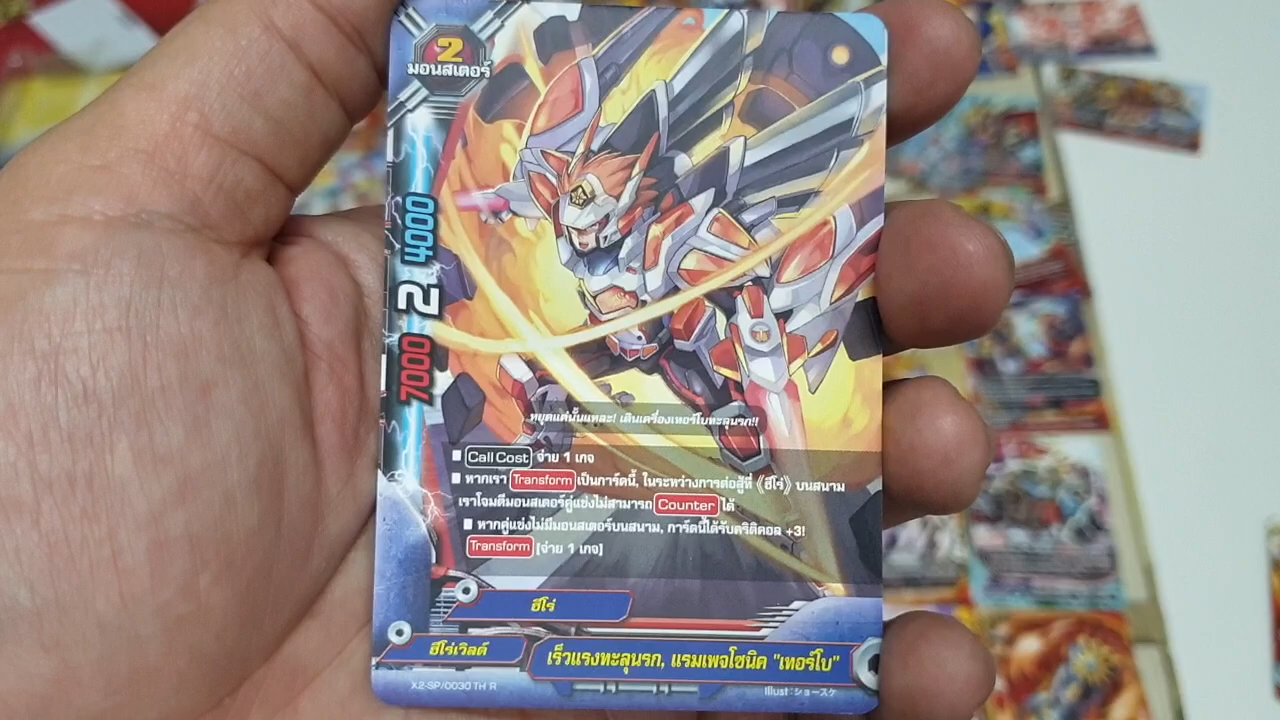 2
มอนสเตอร์
4000
2
7000
หยุดแค่นั้นแหละ! เดินเครื่องเทอร์โบทะลุนรก!!
■ Call Cost จ่าย 1 เกจ
■ หากเรา Transform เป็นการ์ดนี้, ในระหว่างการต่อสู้ที่ 《ฮีโร่》 บนสนาม
เราโจมตีมอนสเตอร์คู่แข่งไม่สามารถ Counter ได้
■ หากคู่แข่งไม่มีมอนสเตอร์บนสนาม, การ์ดนี้ได้รับคริติคอล +3!
Transform [จ่าย 1 เกจ]
ฮีโร่
ฮีโร่เวิลด์
เร็วแรงทะลุนรก, แรมเพจโซนิค "เทอร์โบ"
X2-SP/0030 TH R
Illust:ショースケ